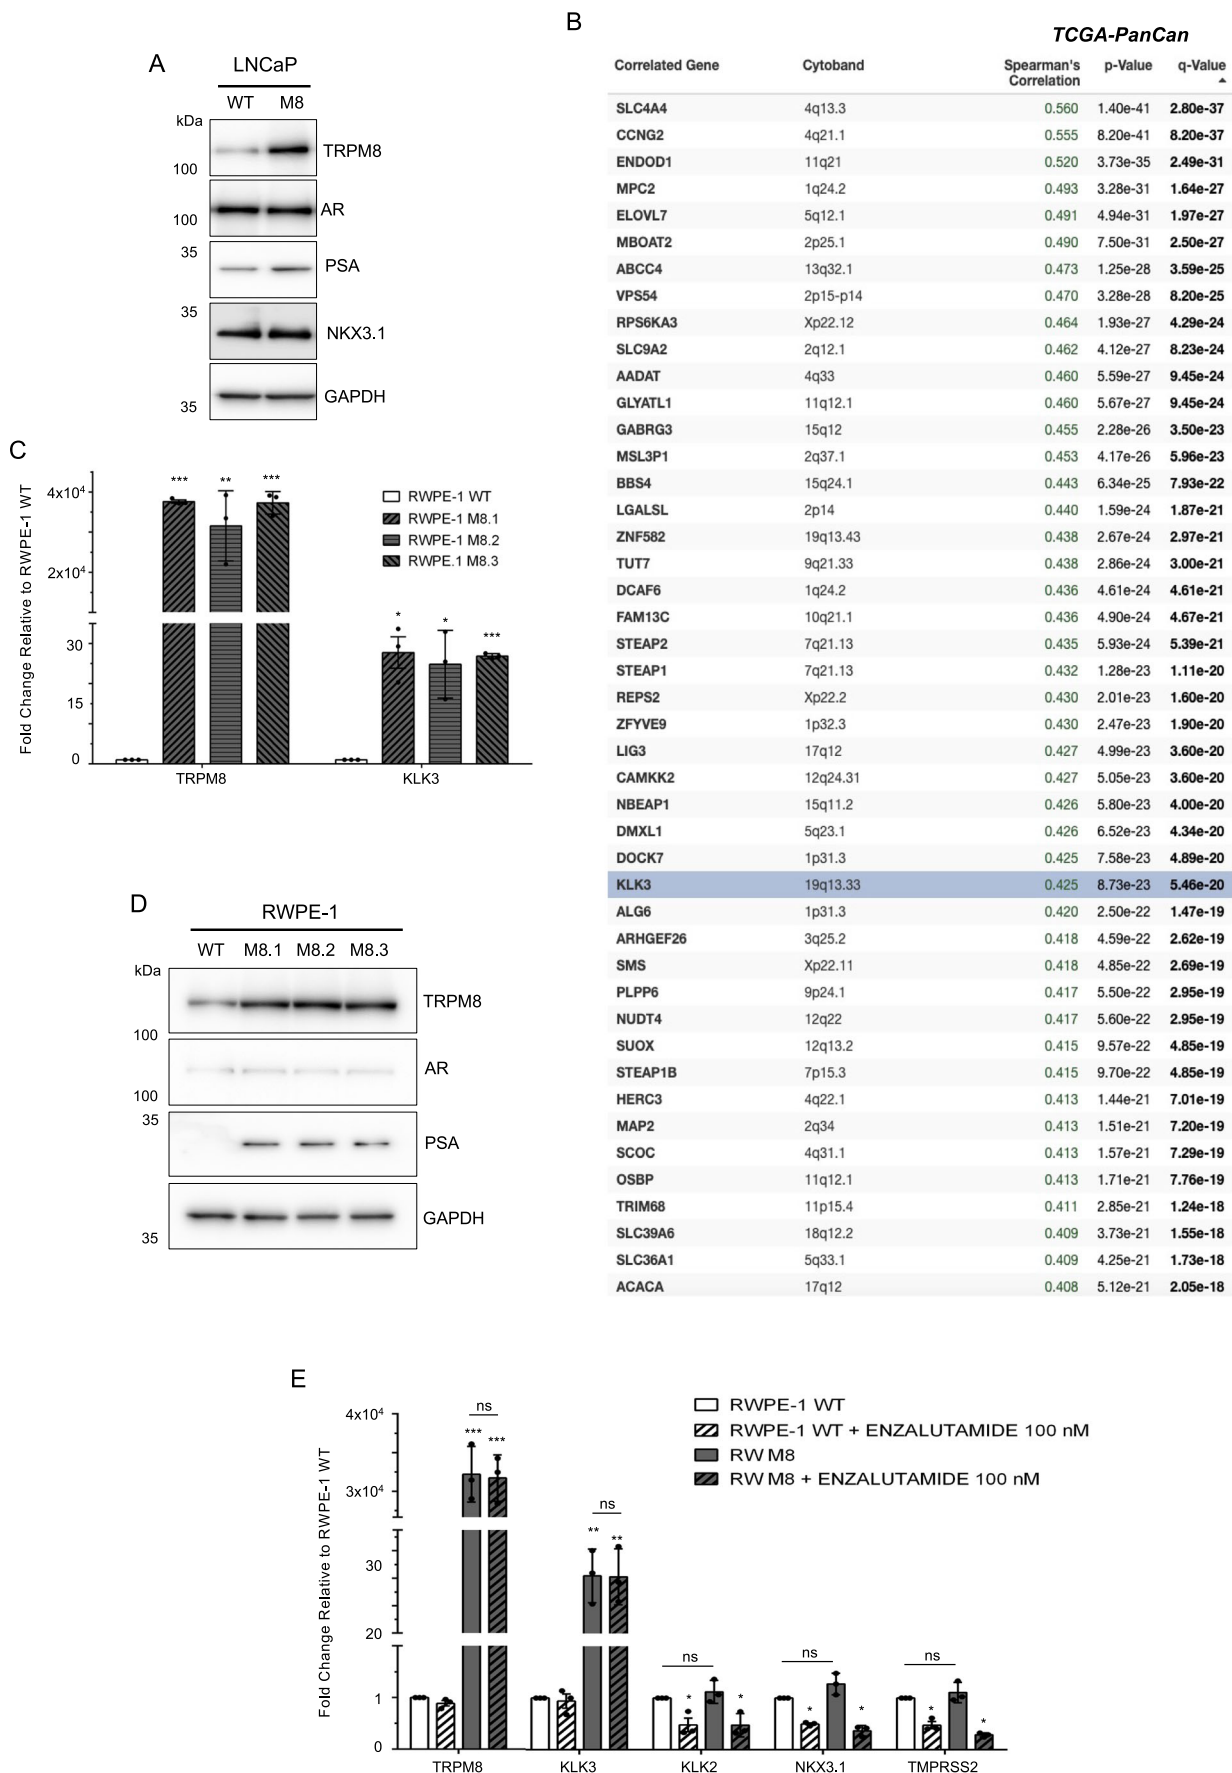 A
LNCaP
WT M8
kDa
100
TRPM8
100
AR
35
PSA
35
NKX3.1
35
GAPDH
B
TCGA-PanCan
Correlated Gene Cytoband Spearman's Correlation p-Value q-Value
SLC4A4 4q13.3 0.560 1.40e-41 2.80e-37
CCNG2 4q21.1 0.555 8.20e-41 8.20e-37
ENDOD1 11q21 0.520 3.73e-35 2.49e-31
MPC2 1q24.2 0.493 3.28e-31 1.64e-27
ELOVL7 5q12.1 0.491 4.94e-31 1.97e-27
MBOAT2 2p25.1 0.490 7.50e-31 2.50e-27
ABCC4 13q32.1 0.473 1.25e-28 3.59e-25
VPS54 2p15-p14 0.470 3.28e-28 8.20e-25
RPS6KA3 Xp22.12 0.464 1.93e-27 4.29e-24
SLC9A2 2q12.1 0.462 4.12e-27 8.23e-24
AADAT 4q33 0.460 5.59e-27 9.45e-24
GLYATL1 11q12.1 0.460 5.67e-27 9.45e-24
GABRG3 15q12 0.455 2.28e-26 3.50e-23
MSL3P1 2q37.1 0.453 4.17e-26 5.96e-23
BBS4 15q24.1 0.443 6.34e-25 7.93e-22
LGALSL 2p14 0.440 1.59e-24 1.87e-21
ZNF582 19q13.43 0.438 2.67e-24 2.97e-21
TUT7 9q21.33 0.438 2.86e-24 3.00e-21
DCAF6 1q24.2 0.436 4.61e-24 4.61e-21
FAM13C 10q21.1 0.436 4.90e-24 4.67e-21
STEAP2 7q21.13 0.435 5.93e-24 5.39e-21
STEAP1 7q21.13 0.432 1.28e-23 1.11e-20
REPS2 Xp22.2 0.430 2.01e-23 1.60e-20
ZFYVE9 1p32.3 0.430 2.47e-23 1.90e-20
LIG3 17q12 0.427 4.99e-23 3.60e-20
CAMKK2 12q24.31 0.427 5.05e-23 3.60e-20
NBEAP1 15q11.2 0.426 5.80e-23 4.00e-20
DMXL1 5q23.1 0.426 6.52e-23 4.34e-20
DOCK7 1p31.3 0.425 7.58e-23 4.89e-20
KLK3 19q13.33 0.425 8.73e-23 5.46e-20
ALG6 1p31.3 0.420 2.50e-22 1.47e-19
ARHGEF26 3q25.2 0.418 4.59e-22 2.62e-19
SMS Xp22.11 0.418 4.85e-22 2.69e-19
PLPP6 9p24.1 0.417 5.50e-22 2.95e-19
NUDT4 12q22 0.417 5.60e-22 2.95e-19
SUOX 12q13.2 0.415 9.57e-22 4.85e-19
STEAP1B 7p15.3 0.415 9.70e-22 4.85e-19
HERC3 4q22.1 0.413 1.44e-21 7.01e-19
MAP2 2q34 0.413 1.51e-21 7.20e-19
SCOC 4q31.1 0.413 1.57e-21 7.29e-19
OSBP 11q12.1 0.413 1.71e-21 7.76e-19
TRIM68 11p15.4 0.411 2.85e-21 1.24e-18
SLC39A6 18q12.2 0.409 3.73e-21 1.55e-18
SLC36A1 5q33.1 0.409 4.25e-21 1.73e-18
ACACA 17q12 0.408 5.12e-21 2.05e-18
C
Fold Change Relative to RWPE-1 WT
4x10⁴
2x10⁴
30
15
0
*** ** ***
* * ***
RWPE-1 WT
RWPE-1 M8.1
RWPE-1 M8.2
RWPE.1 M8.3
TRPM8 KLK3
D
RWPE-1
WT M8.1 M8.2 M8.3
kDa
TRPM8
100
AR
100
35
PSA
GAPDH
35
E
Fold Change Relative to RWPE-1 WT
4x10⁴
3x10⁴
30
20
1
0
ns
*** ***
ns
** **
ns
* *
ns
* *
ns
* *
RWPE-1 WT
RWPE-1 WT + ENZALUTAMIDE 100 nM
RW M8
RW M8 + ENZALUTAMIDE 100 nM
TRPM8 KLK3 KLK2 NKX3.1 TMPRSS2